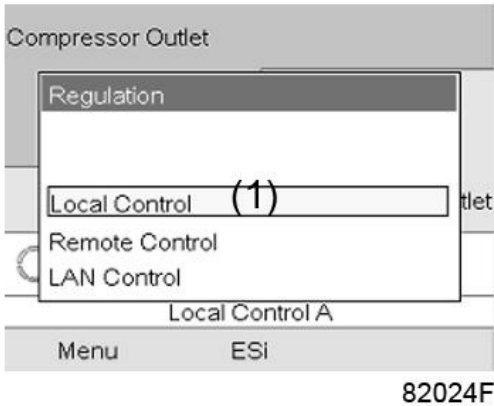 Compressor Outlet
Regulation
Local Control (1)
tlet
Remote Control
LAN Control
Local Control A
Menu ESi
82024F